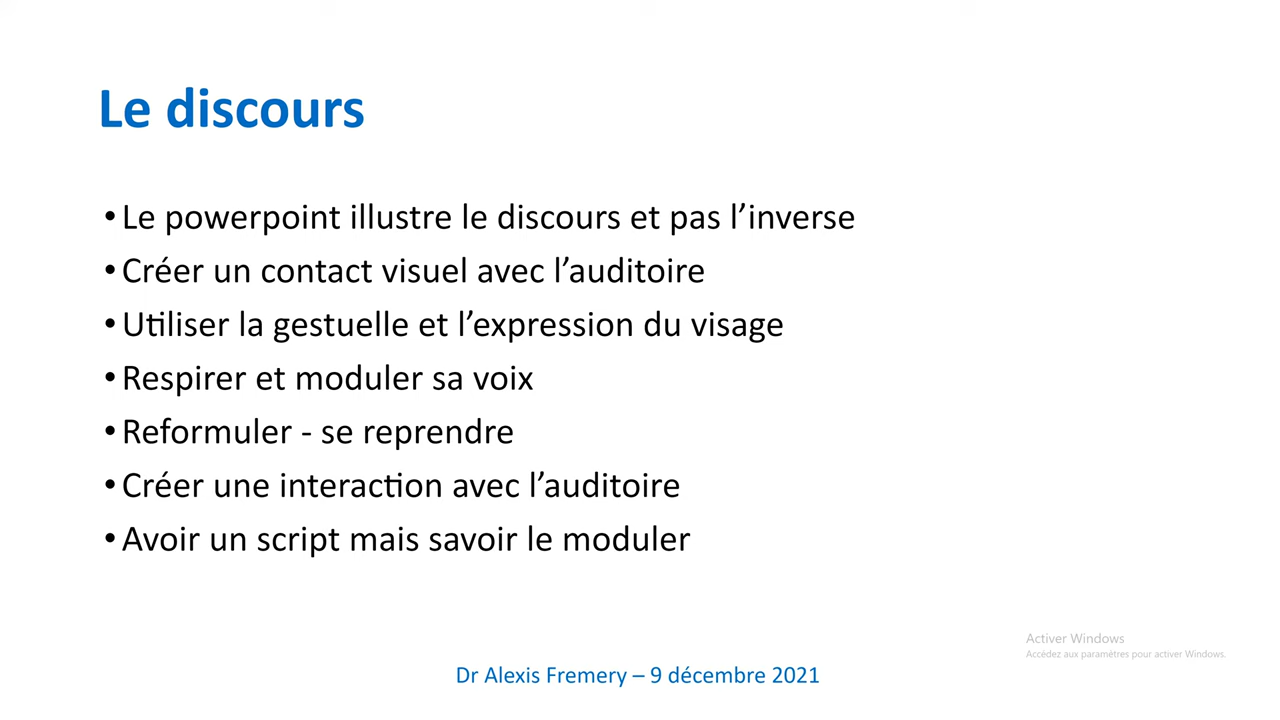 Le discours
• Le powerpoint illustre le discours et pas l’inverse
• Créer un contact visuel avec l’auditoire
• Utiliser la gestuelle et l’expression du visage
• Respirer et moduler sa voix
• Reformuler - se reprendre
• Créer une interaction avec l’auditoire
• Avoir un script mais savoir le moduler
Activer Windows
Accédez aux paramètres pour activer Windows.
Dr Alexis Fremery – 9 décembre 2021